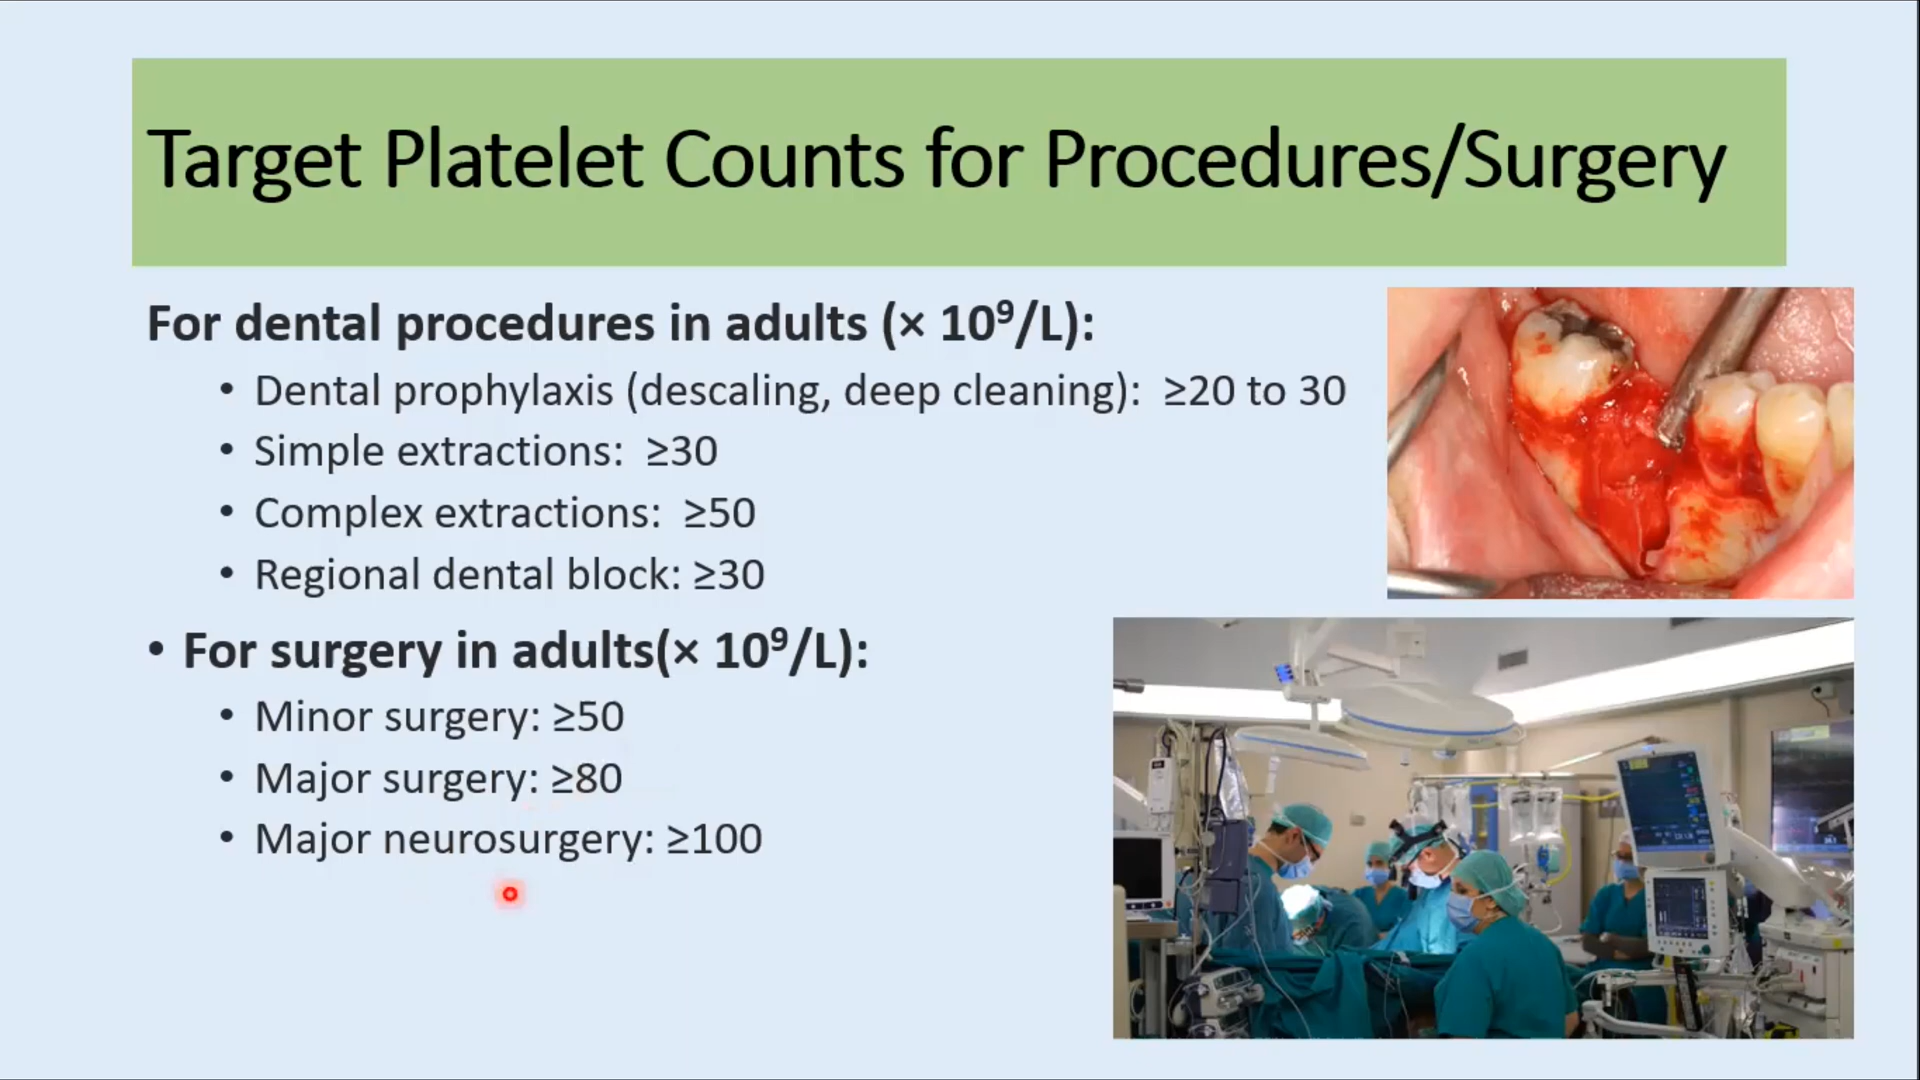 Target Platelet Counts for Procedures/Surgery
For dental procedures in adults (× 10⁹/L):
• Dental prophylaxis (descaling, deep cleaning): ≥20 to 30
• Simple extractions: ≥30
• Complex extractions: ≥50
• Regional dental block: ≥30
• For surgery in adults(× 10⁹/L):
• Minor surgery: ≥50
• Major surgery: ≥80
• Major neurosurgery: ≥100